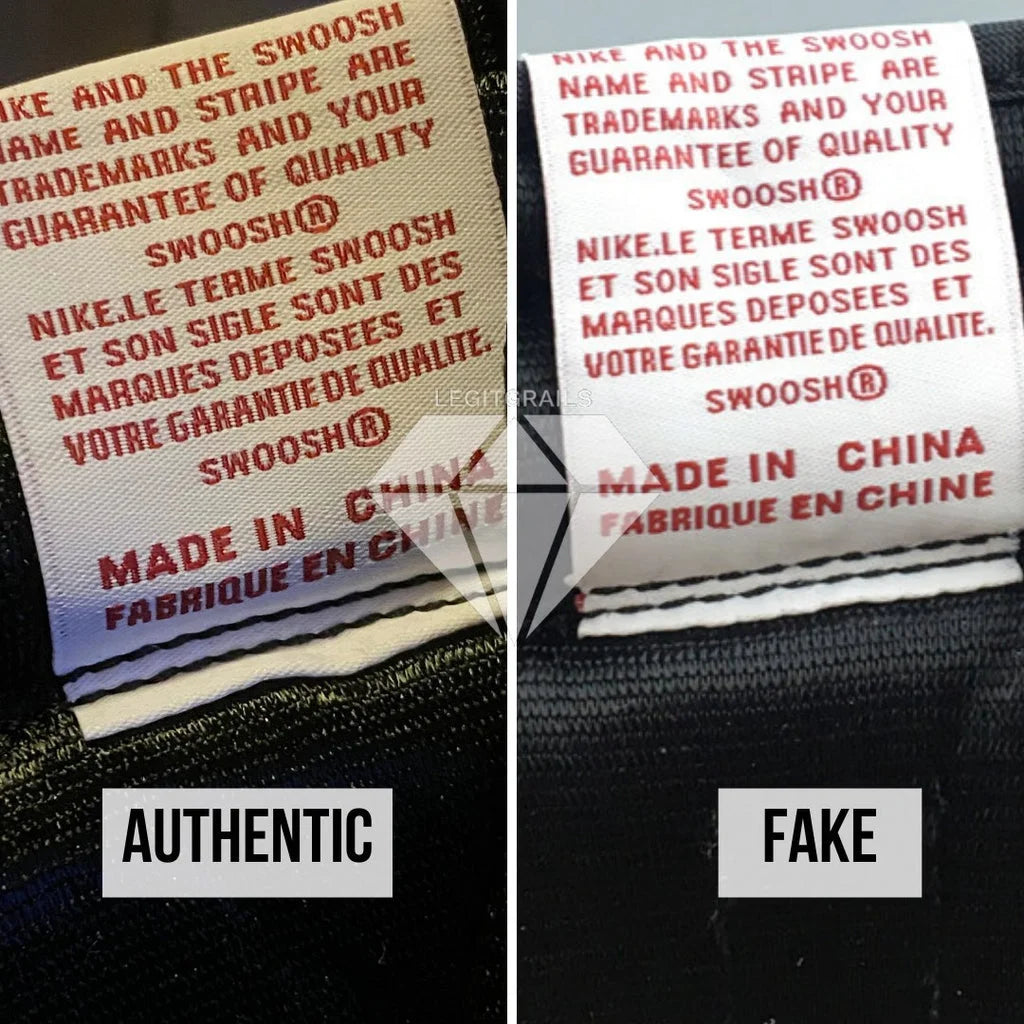 IKE AND THE SWOOSH
NAME AND STRIPE ARE
TRADEMARKS AND YOUR
GUARANTEE OF QUALITY
SWOOSH®
NIKE.LE TERME SWOOSH
ET SON SIGLE SONT DES
MARQUES DEPOSEES ET
VOTRE GARANTIE DE QUALITE.
SWOOSH®
MADE IN CHINA
FABRIQUE EN CHINE
AUTHENTIC
NIKE AND THE SWOOSH
NAME AND STRIPE ARE
TRADEMARKS AND YOUR
GUARANTEE OF QUALITY
SWOOSH®
NIKE.LE TERME SWOOSH
ET SON SIGLE SONT DES
MARQUES DEPOSEES ET
VOTRE GARANTIE DE QUALITE.
SWOOSH®
MADE IN CHINA
FABRIQUE EN CHINE
FAKE
LEGITGRAILS